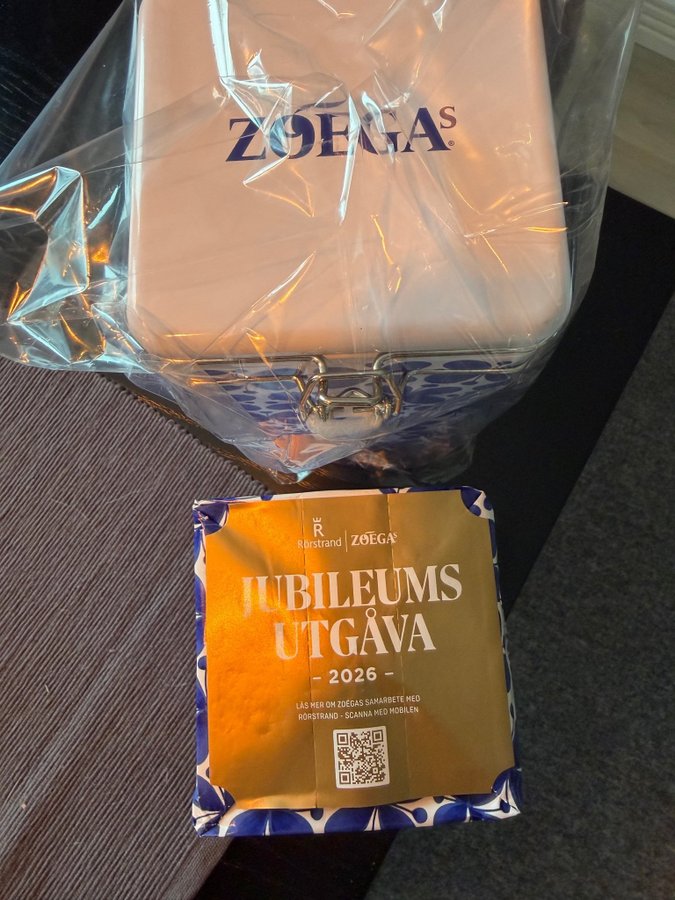 ZOÉGAS
Rörstrand | ZOÉGAS
JUBILEUMS
UTGÅVA
– 2026 –
LÄS MER OM ZOÉGAS SAMARBETE MED
RÖRSTRAND - SCANNA MED MOBILEN